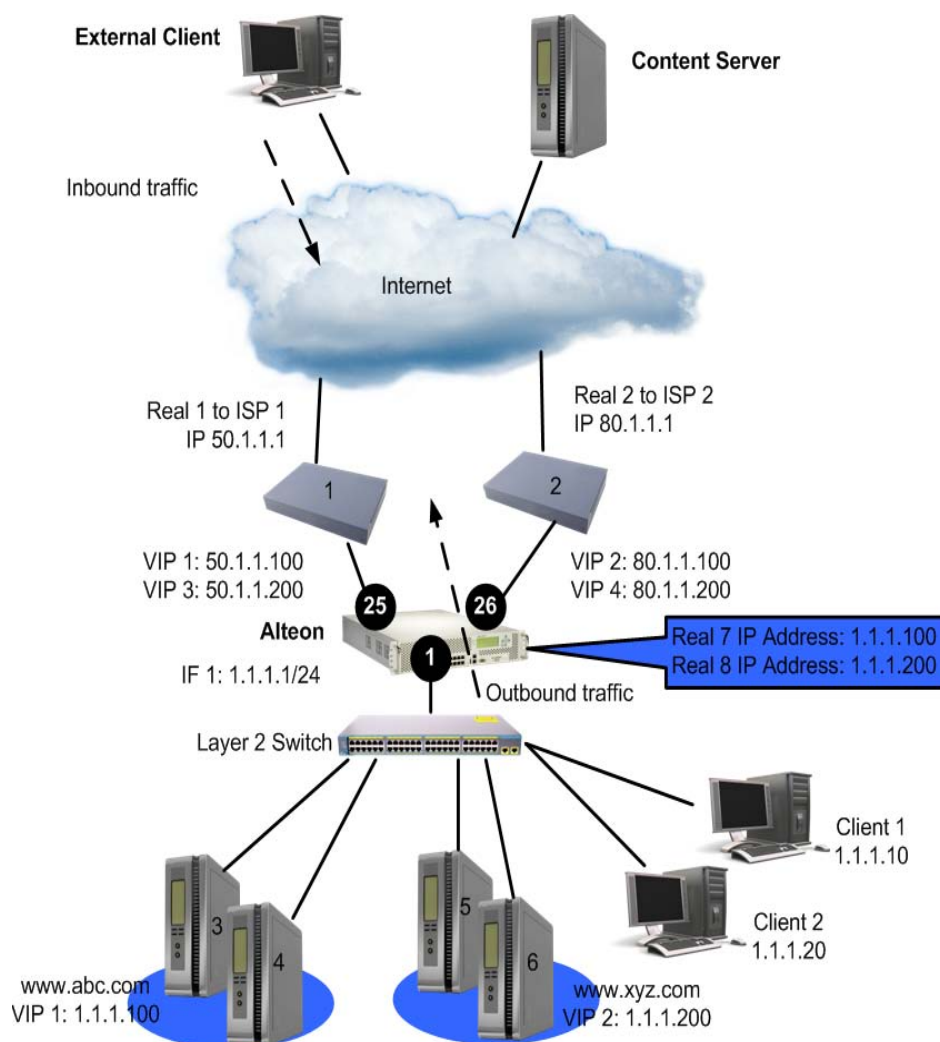 External Client
Content Server
Inbound traffic
Internet
Real 1 to ISP 1
IP 50.1.1.1
Real 2 to ISP 2
IP 80.1.1.1
1
2
VIP 1: 50.1.1.100
VIP 3: 50.1.1.200
VIP 2: 80.1.1.100
VIP 4: 80.1.1.200
25
26
Alteon
1
IF 1: 1.1.1.1/24
Real 7 IP Address: 1.1.1.100
Real 8 IP Address: 1.1.1.200
Outbound traffic
Layer 2 Switch
Client 1
1.1.1.10
Client 2
1.1.1.20
3
4
5
6
www.abc.com
VIP 1: 1.1.1.100
www.xyz.com
VIP 2: 1.1.1.200